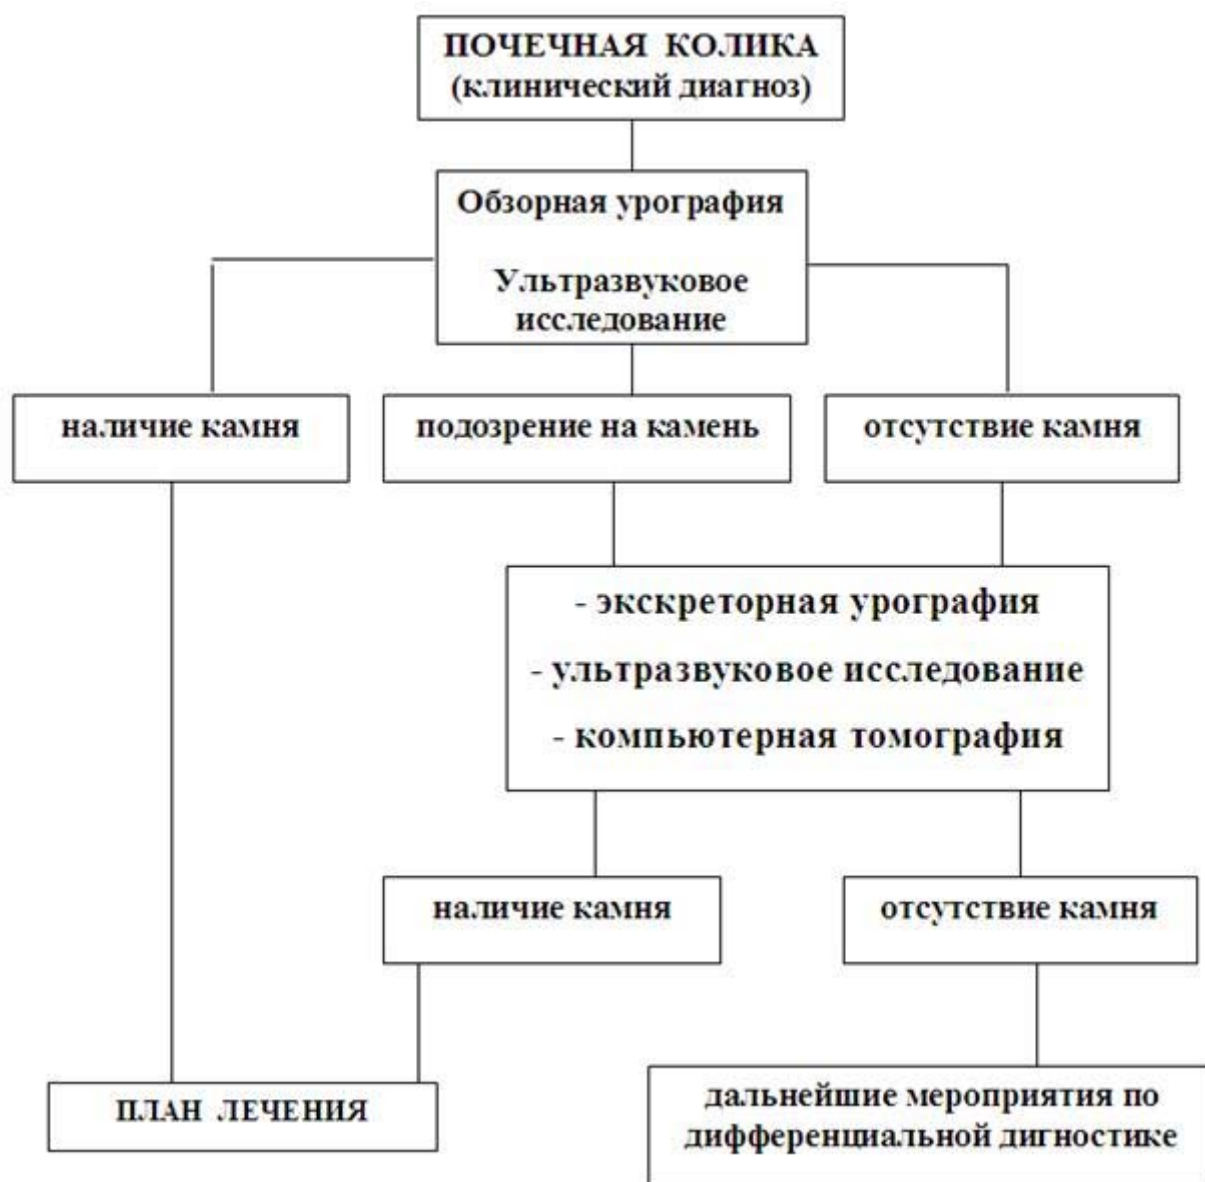 ПОЧЕЧНАЯ КОЛИКА
(клинический диагноз)
Обзорная урография
Ультразвуковое
исследование
наличие камня
подозрение на камень
отсутствие камня
- экскреторная урография
- ультразвуковое исследование
- компьютерная томография
наличие камня
отсутствие камня
ПЛАН ЛЕЧЕНИЯ
дальнейшие мероприятия по
дифференциальной дигностике